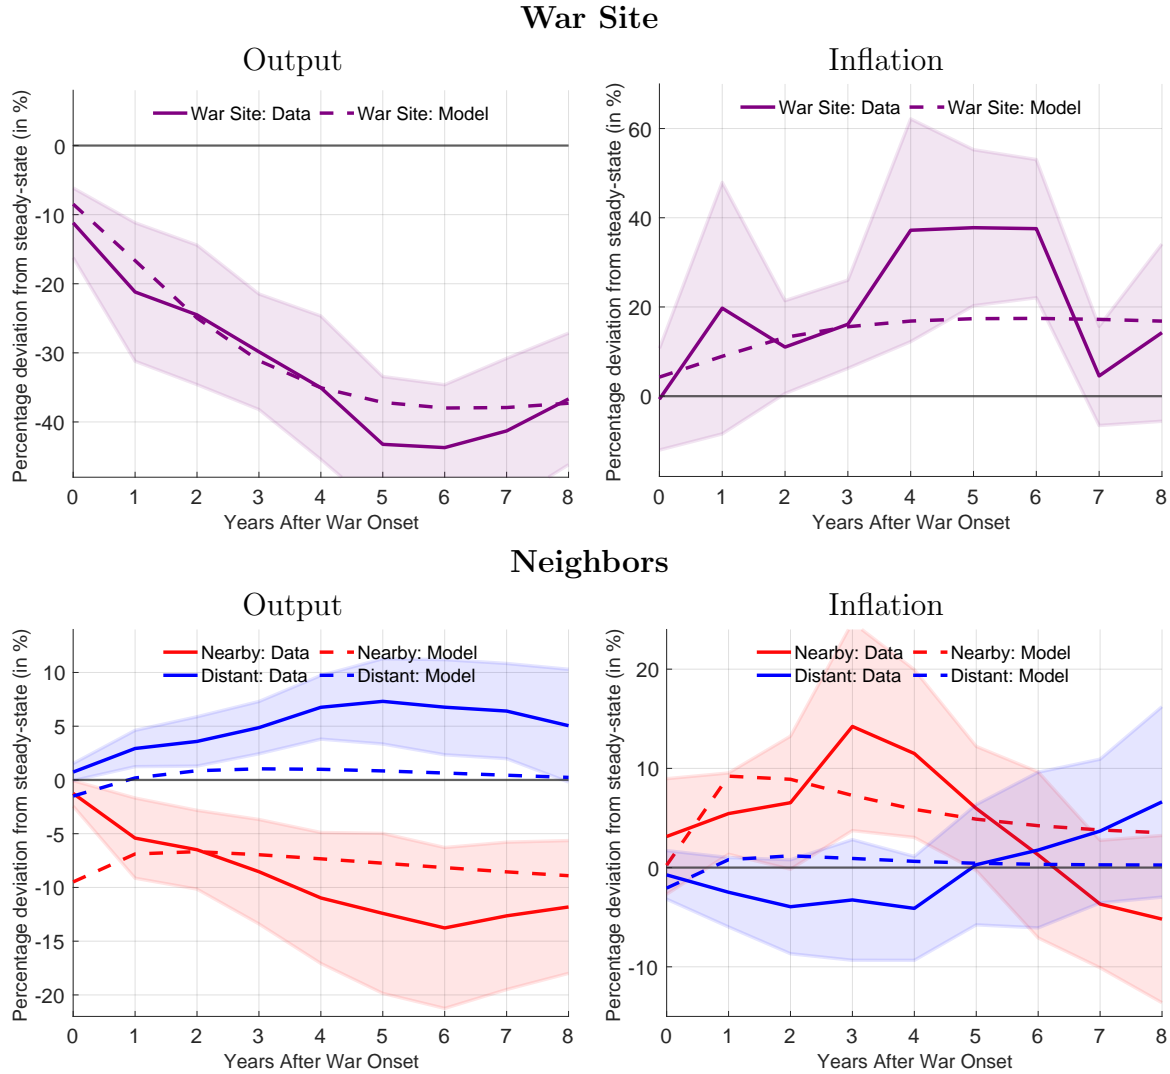 War Site
Output
Percentage deviation from steady-state (in %)
War Site: Data War Site: Model
0
-10
-20
-30
-40
0 1 2 3 4 5 6 7 8
Years After War Onset
Inflation
Percentage deviation from steady-state (in %)
War Site: Data War Site: Model
60
40
20
0
0 1 2 3 4 5 6 7 8
Years After War Onset
Neighbors
Output
Percentage deviation from steady-state (in %)
Nearby: Data Nearby: Model
Distant: Data Distant: Model
10
5
0
-5
-10
-15
-20
0 1 2 3 4 5 6 7 8
Years After War Onset
Inflation
Percentage deviation from steady-state (in %)
Nearby: Data Nearby: Model
Distant: Data Distant: Model
20
10
0
-10
0 1 2 3 4 5 6 7 8
Years After War Onset